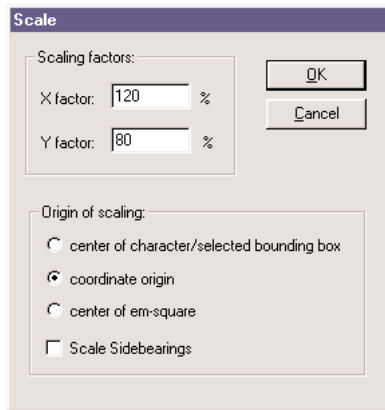 Scale
Scaling factors:
X factor: 120 %
Y factor: 80 %
OK
Cancel
Origin of scaling:
center of character/selected bounding box
coordinate origin
center of em-square
Scale Sidebearings